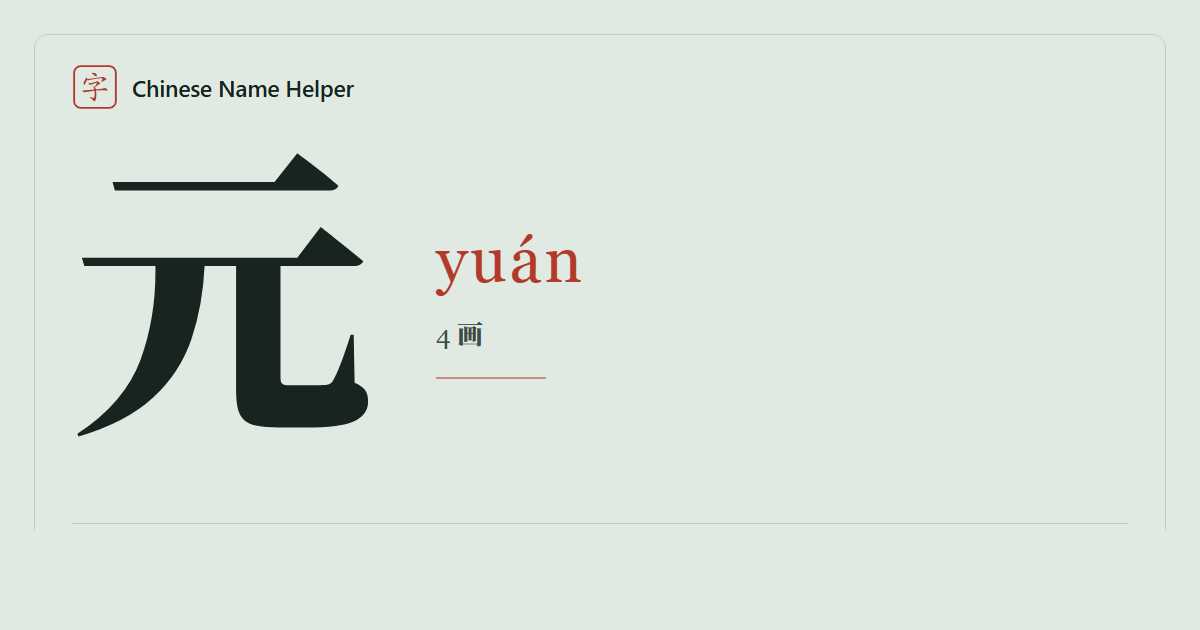 字 Chinese Name Helper
元
yuán
4 画